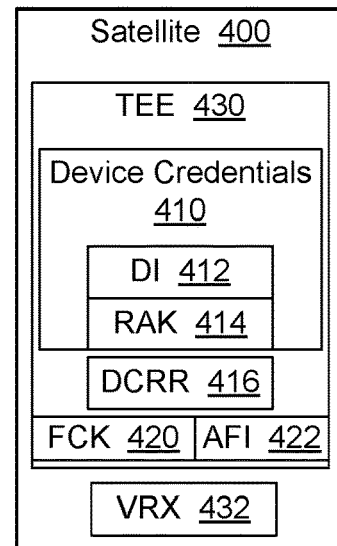 Satellite 400
TEE 430
Device Credentials
410
DI 412
RAK 414
DCRR 416
FCK 420 AFI 422
VRX 432